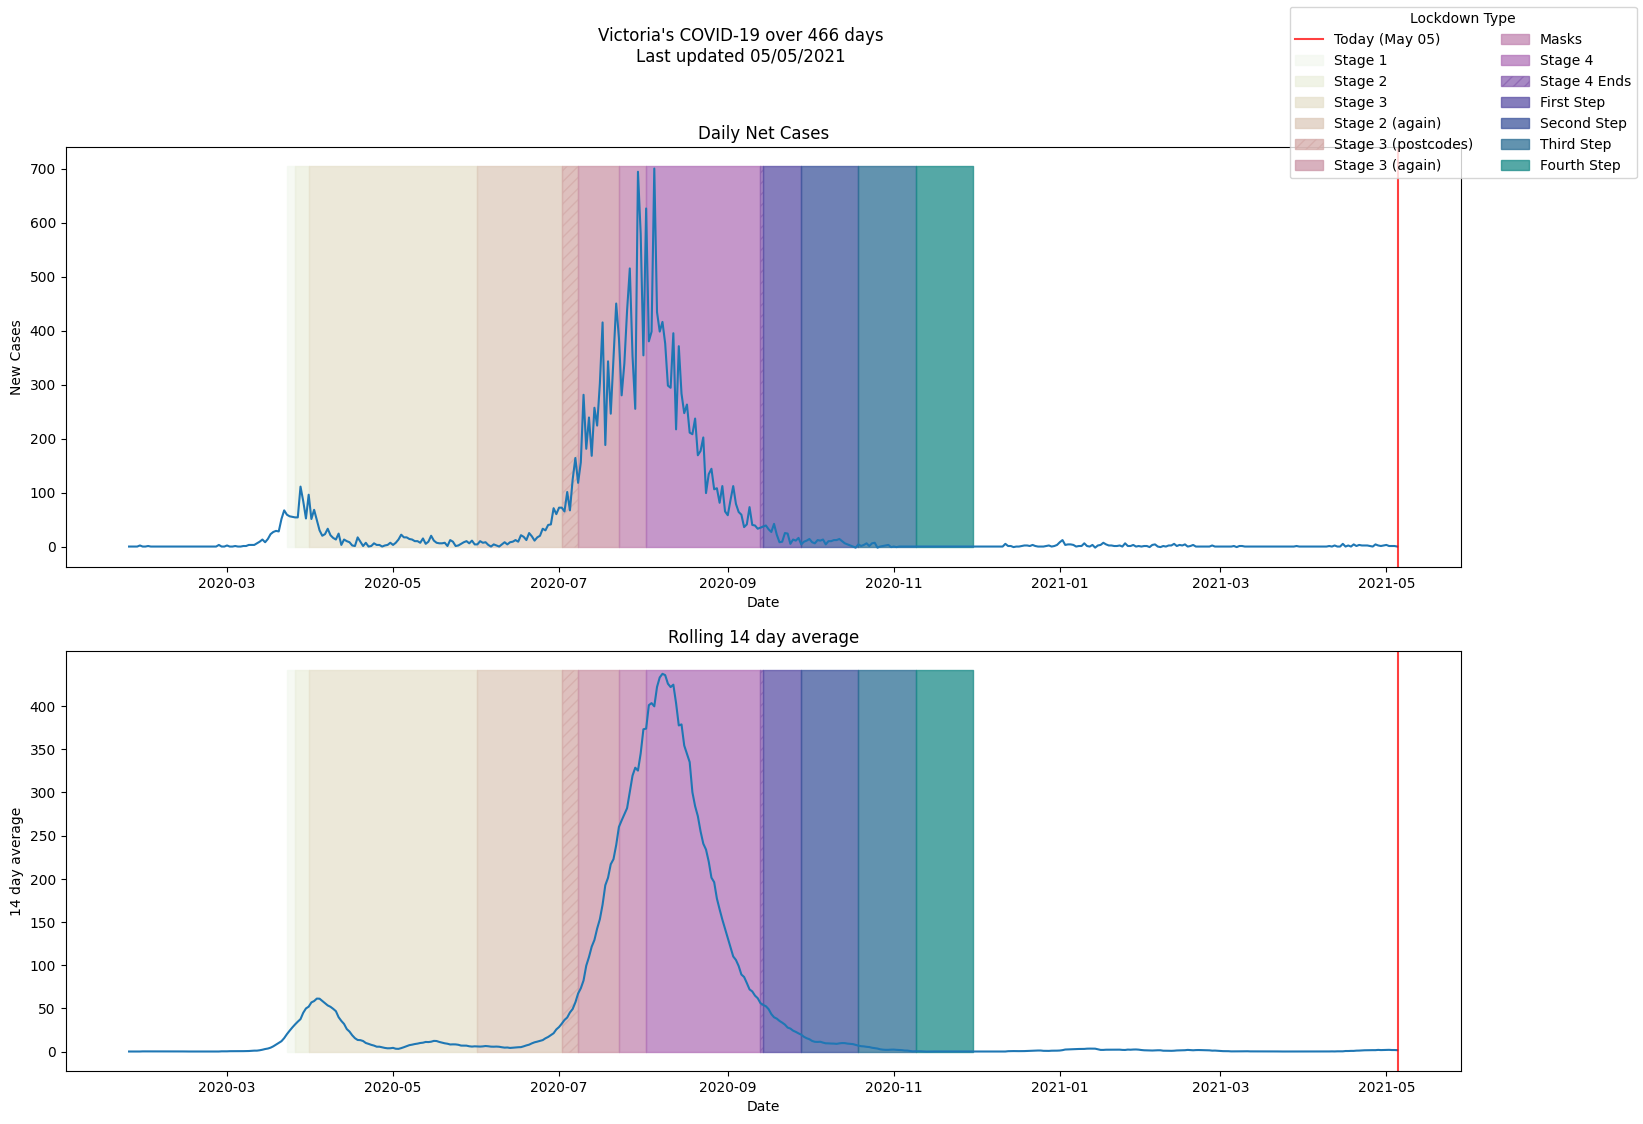 Victoria's COVID-19 over 466 days
Last updated 05/05/2021
Lockdown Type
Today (May 05)
Stage 1
Stage 2
Stage 3
Stage 2 (again)
Stage 3 (postcodes)
Stage 3 (again)
Masks
Stage 4
Stage 4 Ends
First Step
Second Step
Third Step
Fourth Step
Daily Net Cases
New Cases
700
600
500
400
300
200
100
0
2020-03 2020-05 2020-07 2020-09 2020-11 2021-01 2021-03 2021-05
Date
Rolling 14 day average
14 day average
400
350
300
250
200
150
100
50
0
2020-03 2020-05 2020-07 2020-09 2020-11 2021-01 2021-03 2021-05
Date